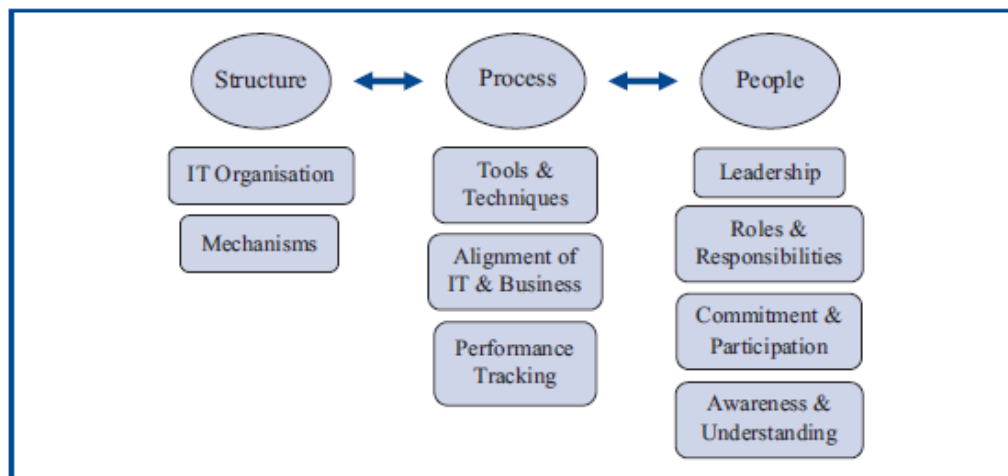 Structure
Process
People
IT Organisation
Mechanisms
Tools &
Techniques
Alignment of
IT & Business
Performance
Tracking
Leadership
Roles &
Responsibilities
Commitment &
Participation
Awareness &
Understanding